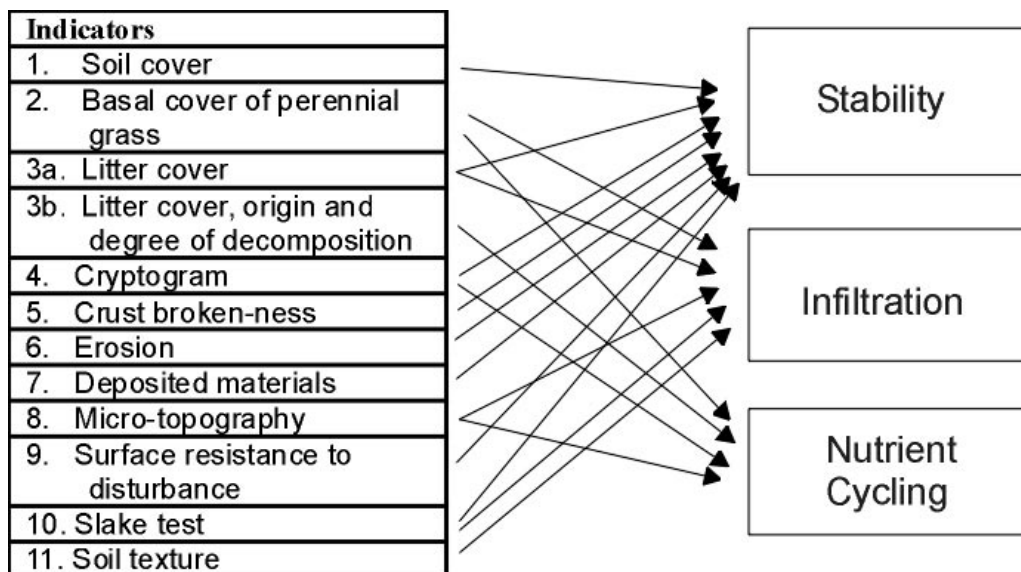 Indicators
1. Soil cover
2. Basal cover of perennial
grass
3a. Litter cover
3b. Litter cover, origin and
degree of decomposition
4. Cryptogram
5. Crust broken-ness
6. Erosion
7. Deposited materials
8. Micro-topography
9. Surface resistance to
disturbance
10. Slake test
11. Soil texture
Stability
Infiltration
Nutrient
Cycling